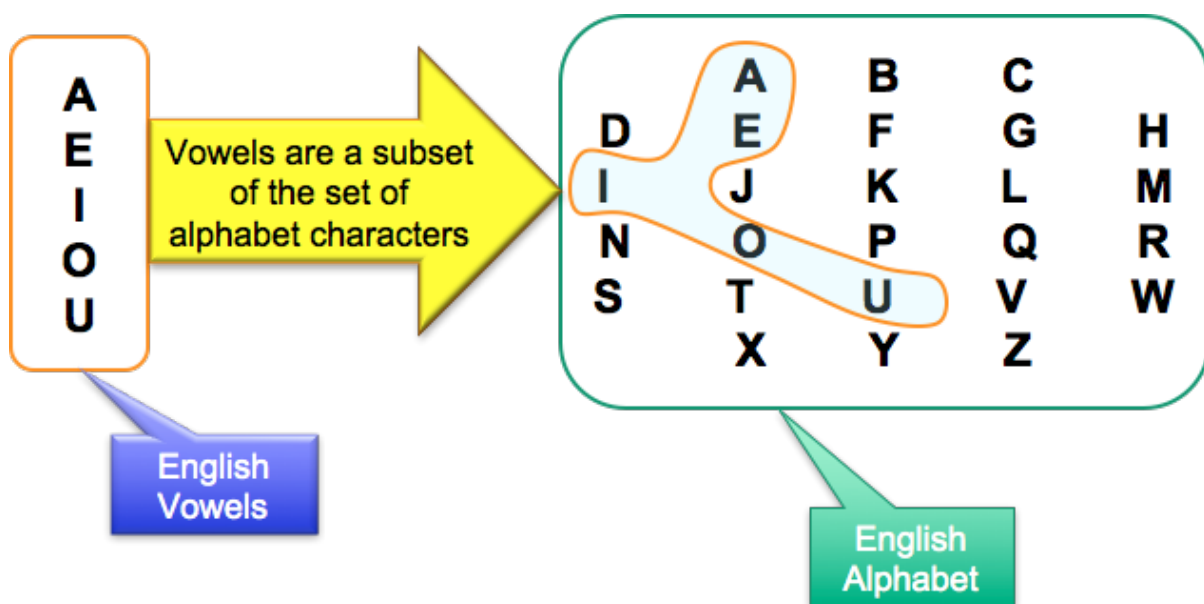 A
E
I
O
U
Vowels are a subset
of the set of
alphabet characters
A B C
D E F G H
I J K L M
N O P Q R
S T U V W
X Y Z
English
Vowels
English
Alphabet